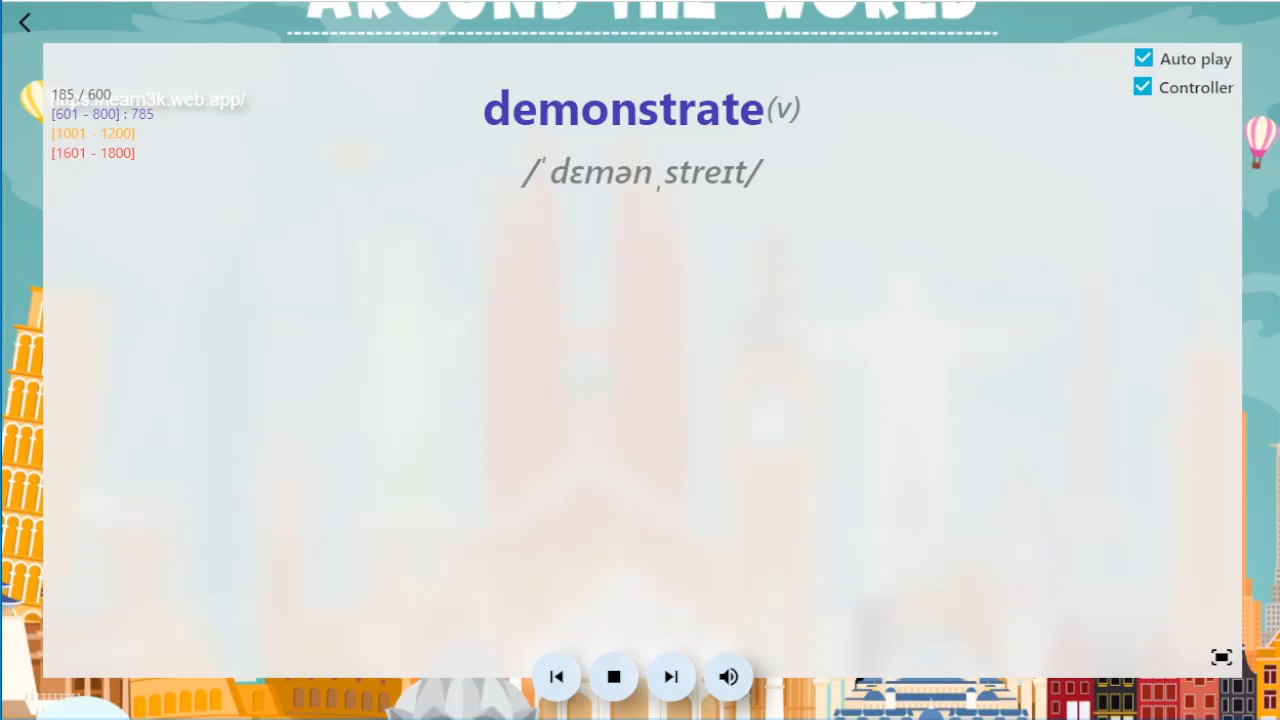 AROUND THE WORLD
Auto play
Controller
185 / 600
https://learn3k.web.app/
[601 - 800] : 785
[1001 - 1200]
[1601 - 1800]
demonstrate(v)
/ˈdɛmənˌstreɪt/